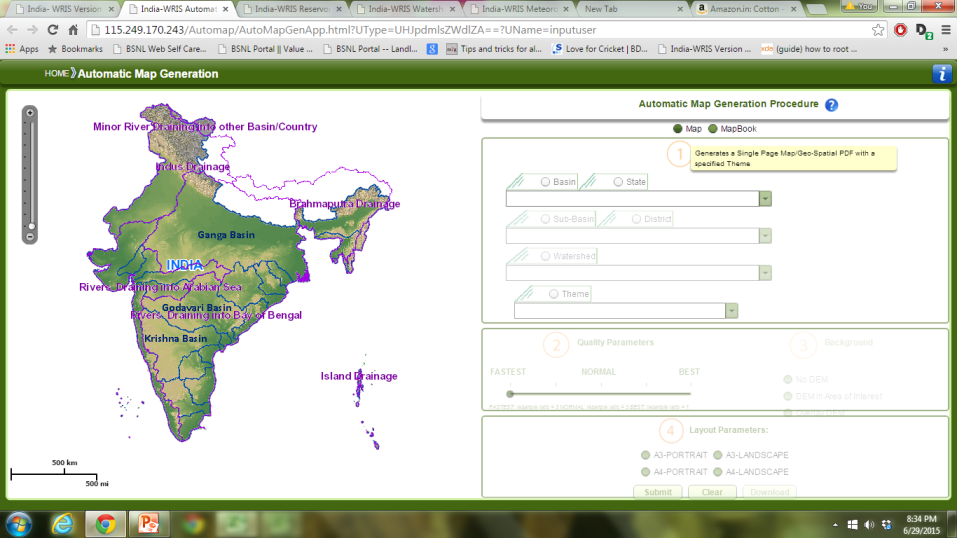 India- WRIS Version
India-WRIS Automat
India-WRIS Reservo
India-WRIS Watersh
India-WRIS Meteoro
New Tab
Amazon.in: Cotton -
You
115.249.170.243/Automap/AutoMapGenApp.html?UType=UHJpdmlsZWdlZA==?UName=inputuser
Apps
Bookmarks
BSNL Web Self Care...
BSNL Portal || Value ...
BSNL Portal -- Landl...
Tips and tricks for al...
Love for Cricket | BD...
India-WRIS Version ...
(guide) how to root ...
HOME Automatic Map Generation
Minor River Draining into other Basin/Country
Indus Drainage
Brahmaputra Drainage
Ganga Basin
INDIA
Rivers Draining into Arabian Sea
Godavari Basin
Rivers Draining into Bay of Bengal
Krishna Basin
Island Drainage
500 km
500 mi
Automatic Map Generation Procedure ?
Map MapBook
1
Generates a Single Page Map/Geo-Spatial PDF with a
specified Theme
Basin State
Sub-Basin District
Watershed
Theme
2 Quality Parameters
FASTEST NORMAL BEST
3 Background
No DEM
DEM in Area of Interest
4 Layout Parameters:
A3-PORTRAIT A3-LANDSCAPE
A4-PORTRAIT A4-LANDSCAPE
Submit Clear Download
8:34 PM
6/29/2015